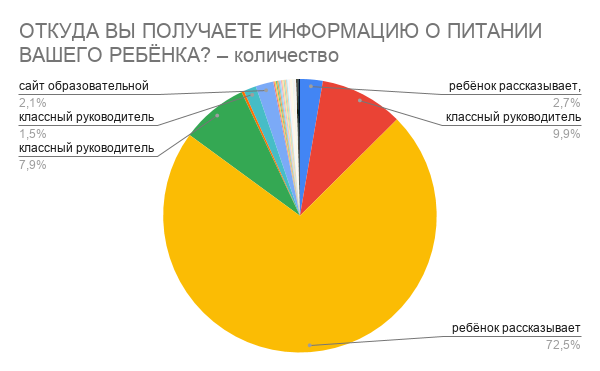 ОТКУДА ВЫ ПОЛУЧАЕТЕ ИНФОРМАЦИЮ О ПИТАНИИ
ВАШЕГО РЕБЁНКА? – количество
сайт образовательной
2,1%
классный руководитель
1,5%
классный руководитель
7,9%
ребёнок рассказывает,
2,7%
классный руководитель
9,9%
ребёнок рассказывает
72,5%